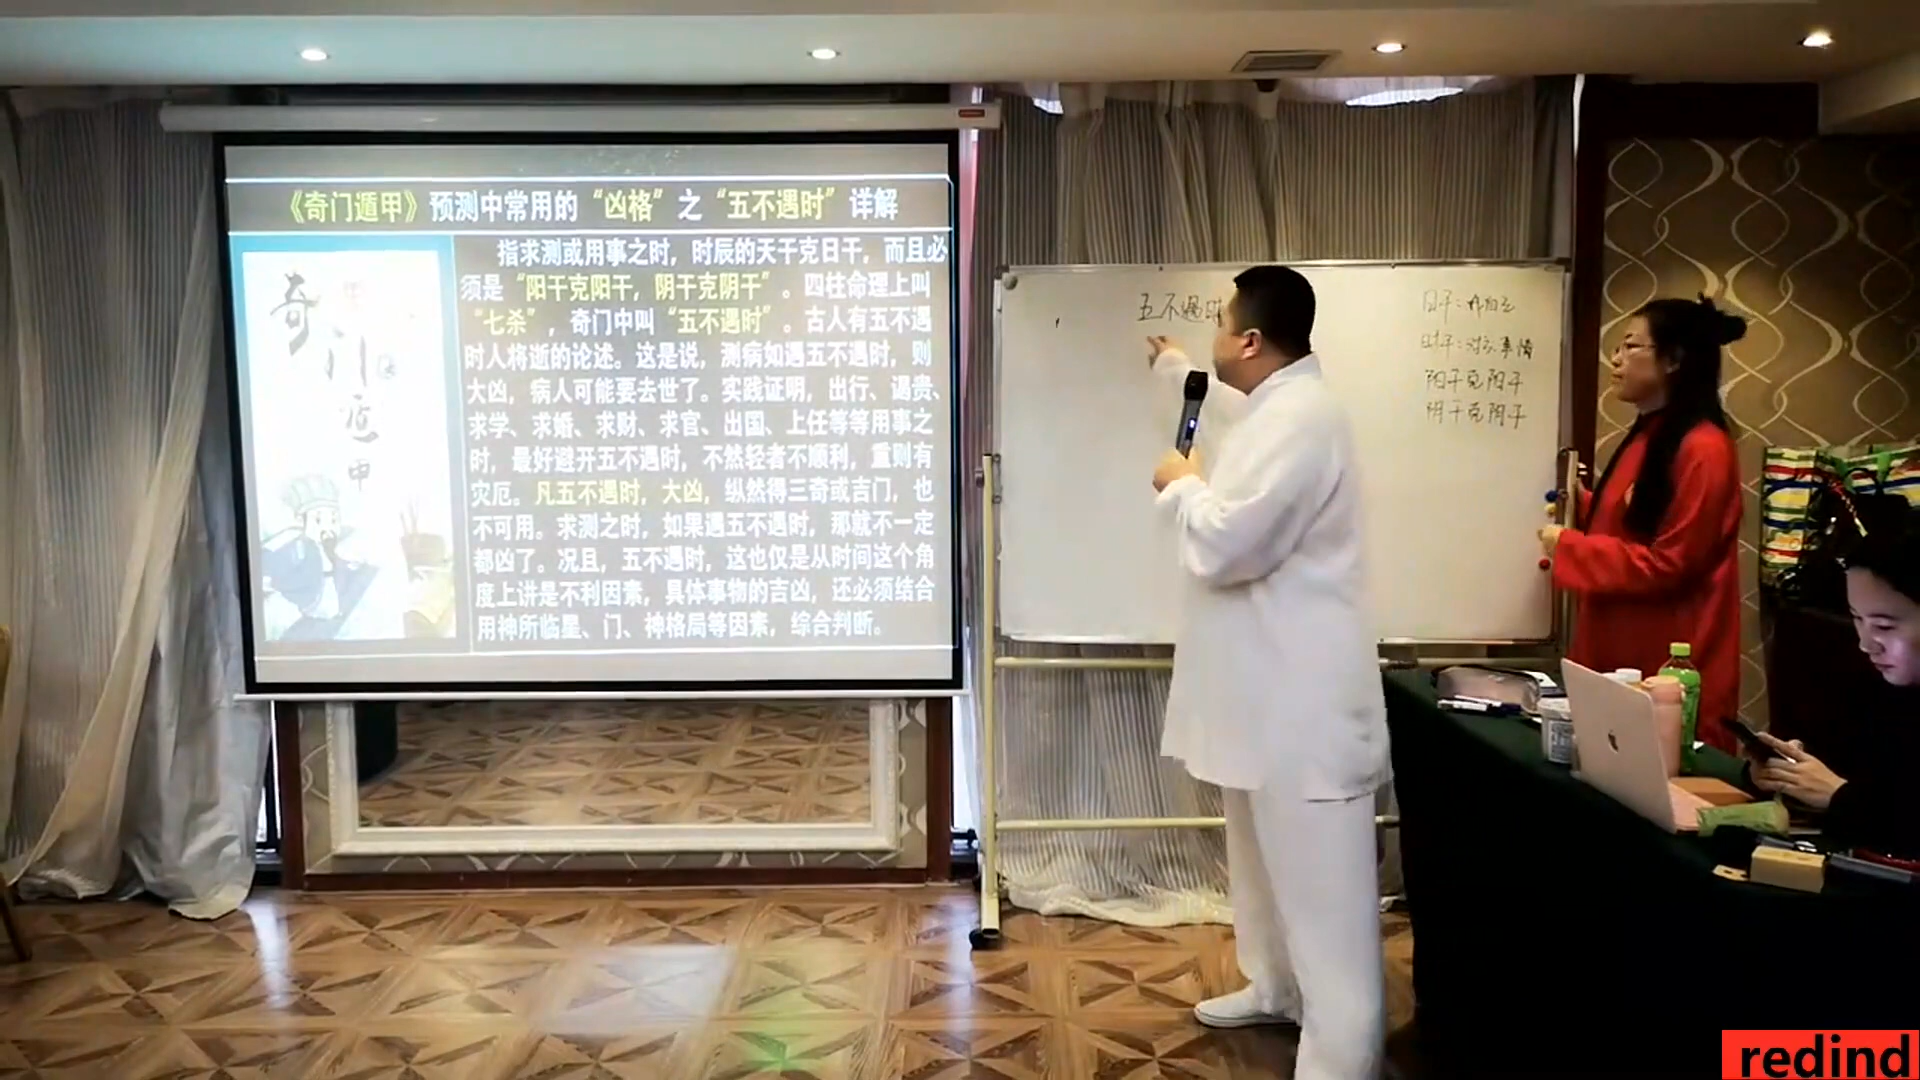 《奇门遁甲》预测中常用的“凶格”之“五不遇时”详解
指求测或用事之时，时辰的天干克日干，而且必
须是“阳干克阳干，阴干克阴干”。四柱命理上叫
“七杀”，奇门中叫“五不遇时”。古人有五不遇
时人将逝的论述。这是说，测病如遇五不遇时，则
大凶，病人可能要去世了。实践证明，出行、谒贵、
求学、求婚、求财、求官、出国、上任等等用事之
时，最好避开五不遇时，不然轻者不顺利，重则有
灾厄。凡五不遇时，大凶，纵然得三奇或吉门，也
不可用。求测之时，如果遇五不遇时，那就不一定
都凶了。况且，五不遇时，这也仅是从时间这个角
度上讲是不利因素，具体事物的吉凶，还必须结合
用神所临星、门、神格局等因素，综合判断。
奇门遁甲
五不遇时
日干：
时干：对应事情
阳干克阳干
阴干克阴干
redind